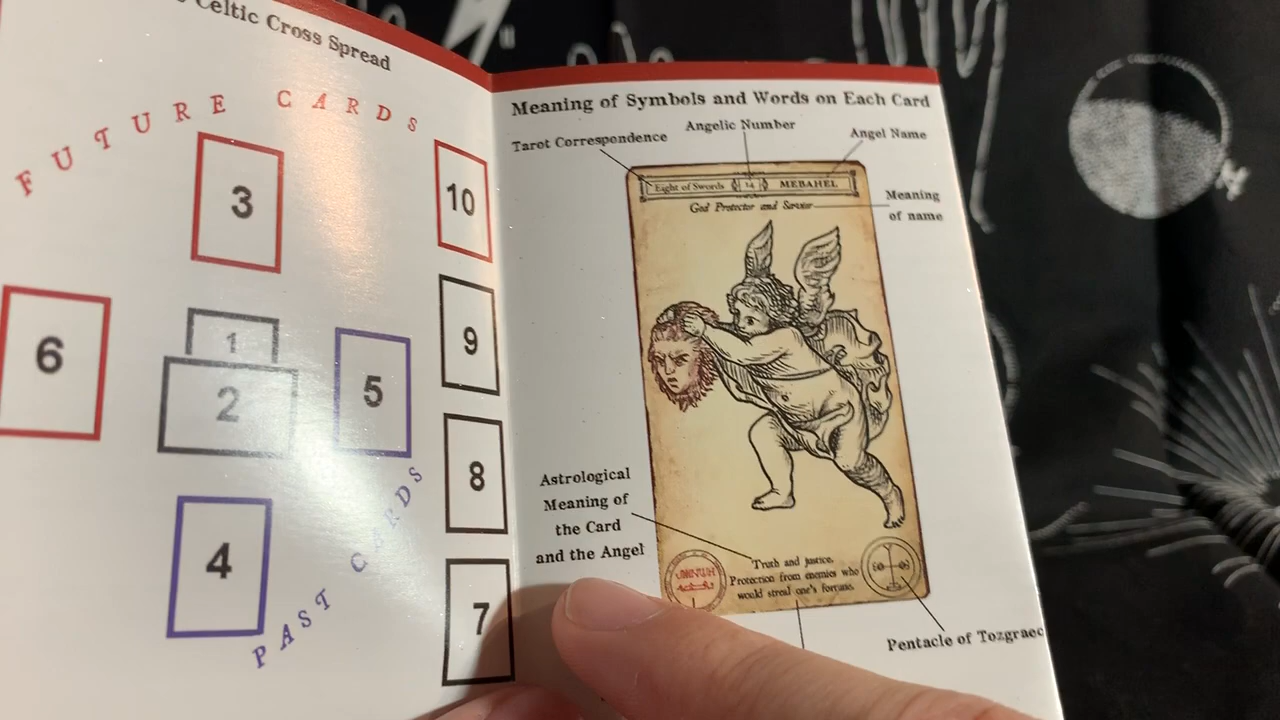 Celtic Cross Spread
FUTURE CARDS
3
10
6
1
2
5
9
8
4
7
PAST CARDS
Meaning of Symbols and Words on Each Card
Tarot Correspondence
Angelic Number
Angel Name
Eight of Swords
14
MEBAHEL
God Protector and Savior
Meaning
of name
Astrological
Meaning of
the Card
and the Angel
Truth and justice.
Protection from enemies who
would streal one's fortune.
Pentacle of Tozgraec